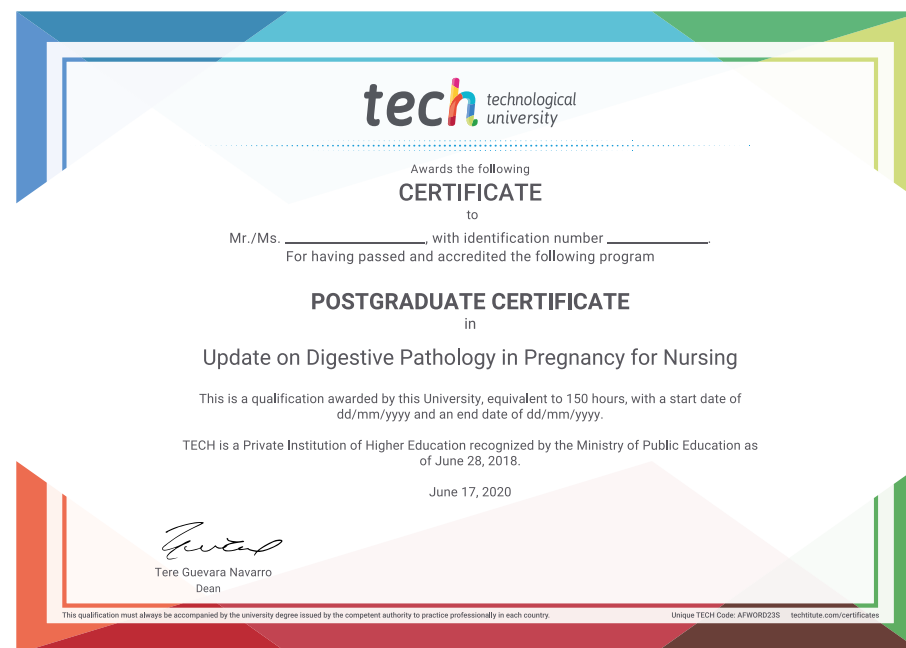 tech technological
university
Awards the following
CERTIFICATE
to
Mr./Ms. ____________________, with identification number ______________.
For having passed and accredited the following program
POSTGRADUATE CERTIFICATE
in
Update on Digestive Pathology in Pregnancy for Nursing
This is a qualification awarded by this University, equivalent to 150 hours, with a start date of
dd/mm/yyyy and an end date of dd/mm/yyyy.
TECH is a Private Institution of Higher Education recognized by the Ministry of Public Education as
of June 28, 2018.
June 17, 2020
Tere Guevara Navarro
Dean
This qualification must always be accompanied by the university degree issued by the competent authority to practice professionally in each country.
Unique TECH Code: AFWORD23S techtitute.com/certificates